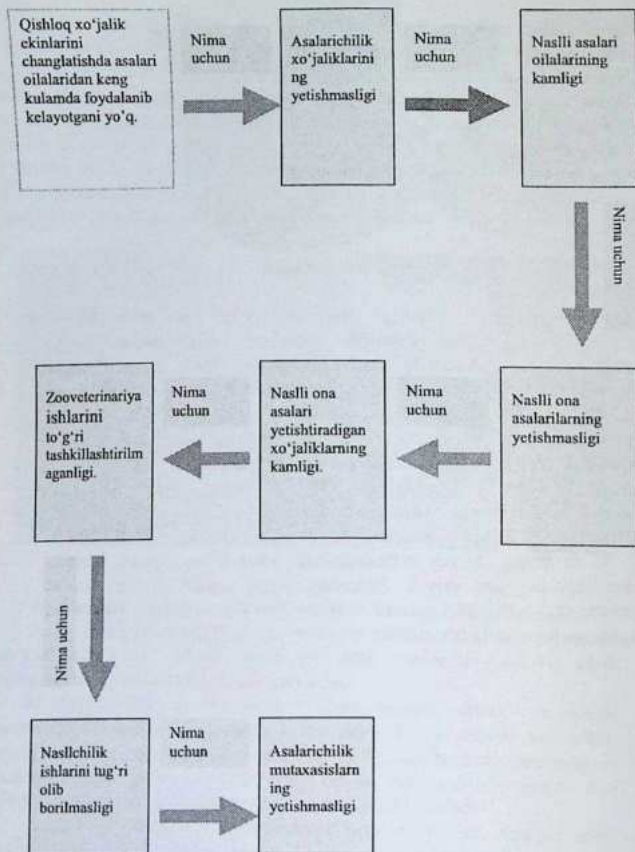 Qishloq xo'jalik
ekinlarini
changlatishda asalari
oilalaridan keng
kulamda foydalanib
kelayotgani yo'q.
Nima
uchun
Asalarichilik
xo'jaliklarini
ng
yetishmasligi
Nima
uchun
Naslli asalari
oilalarining
kamligi
Nima uchun
Naslli ona
asalarilarning
yetishmasligi
Nima
uchun
Naslli ona
asalari
yetishtiradigan
xo'jaliklarning
kamligi.
Nima
uchun
Zooveterinariya
ishlarini
to'g'ri
tashkillashtirilm
aganligi.
Nima uchun
Nasllchilik
ishlarini tug'ri
olib
borilmasligi
Nima
uchun
Asalarichilik
mutaxasislarn
ing
yetishmasligi